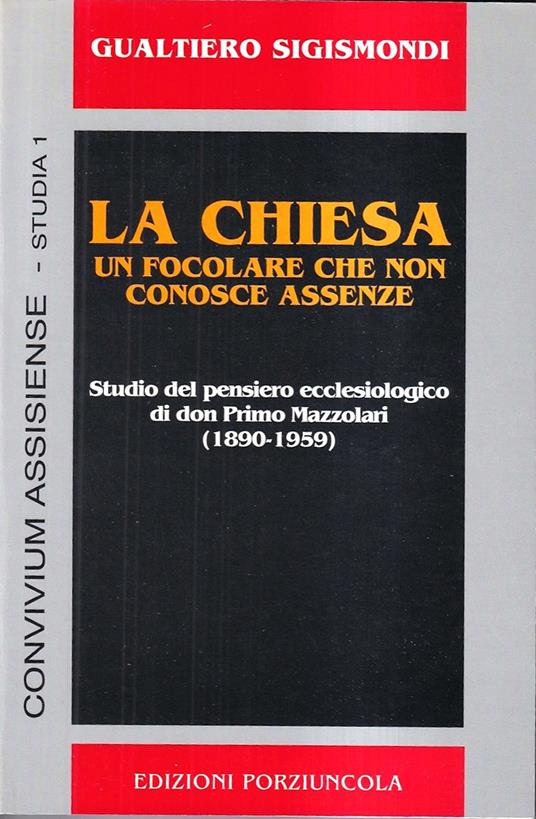 GUALTIERO SIGISMONDI
CONVIVIUM ASSISIENSE - STUDIA 1
LA CHIESA
UN FOCOLARE CHE NON
CONOSCE ASSENZE
Studio del pensiero ecclesiologico
di don Primo Mazzolari
(1890-1959)
EDIZIONI PORZIUNCOLA